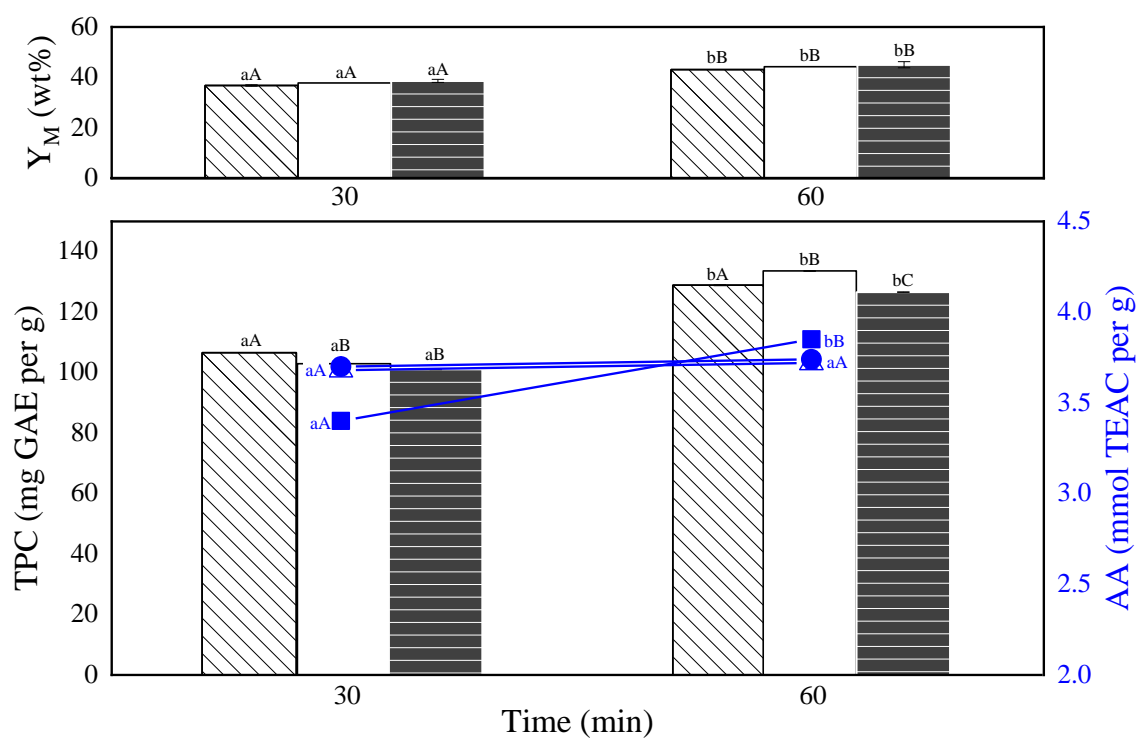 60
40
20
0
Y_M (wt%)
aA
aA
aA
bB
bB
bB
30
60
140
120
100
80
60
40
20
0
TPC (mg GAE per g)
aA
aB
aB
bA
bB
bC
aA
aA
bB
aA
4.5
4.0
3.5
3.0
2.5
2.0
AA (mmol TEAC per g)
30
60
Time (min)